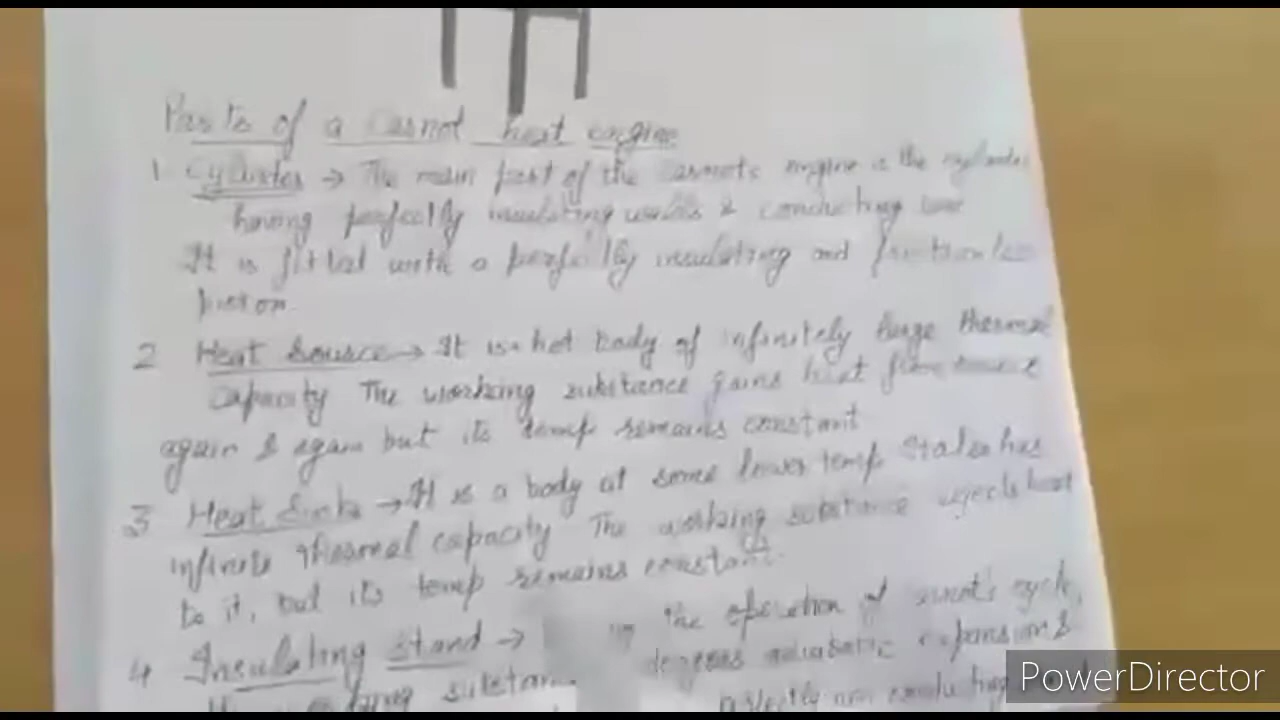 Parts of a Carnot heat engine
1. Cylinder → The main part of the carnot's engine is the cylinder
having perfectly insulating walls & conducting base
It is fitted with a perfectly insulating and frictionless
piston.
2 Heat Source → It is a hot body of infinitely large thermal
capacity The working substance gains heat from source
again & again but its temp remains constant
3 Heat Sink → It is a body at some lower temp It also has
infinite thermal capacity The working substance rejects heat
to it, but its temp remains constant.
4 Insulating stand → the operation of carnot's cycle,
adiabatic expansion &
substance perfectly non conducting
PowerDirector